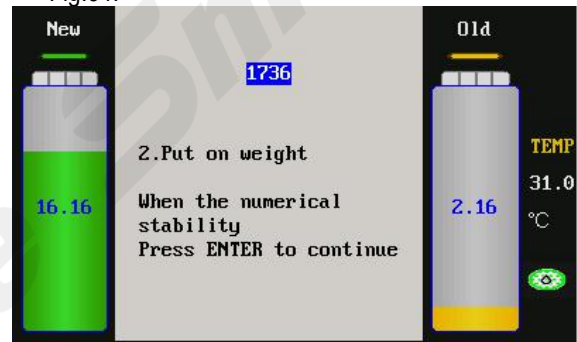 New
Old
1736
2.Put on weight
When the numerical
stability
Press ENTER to continue
16.16
2.16
TEMP
31.0
°C